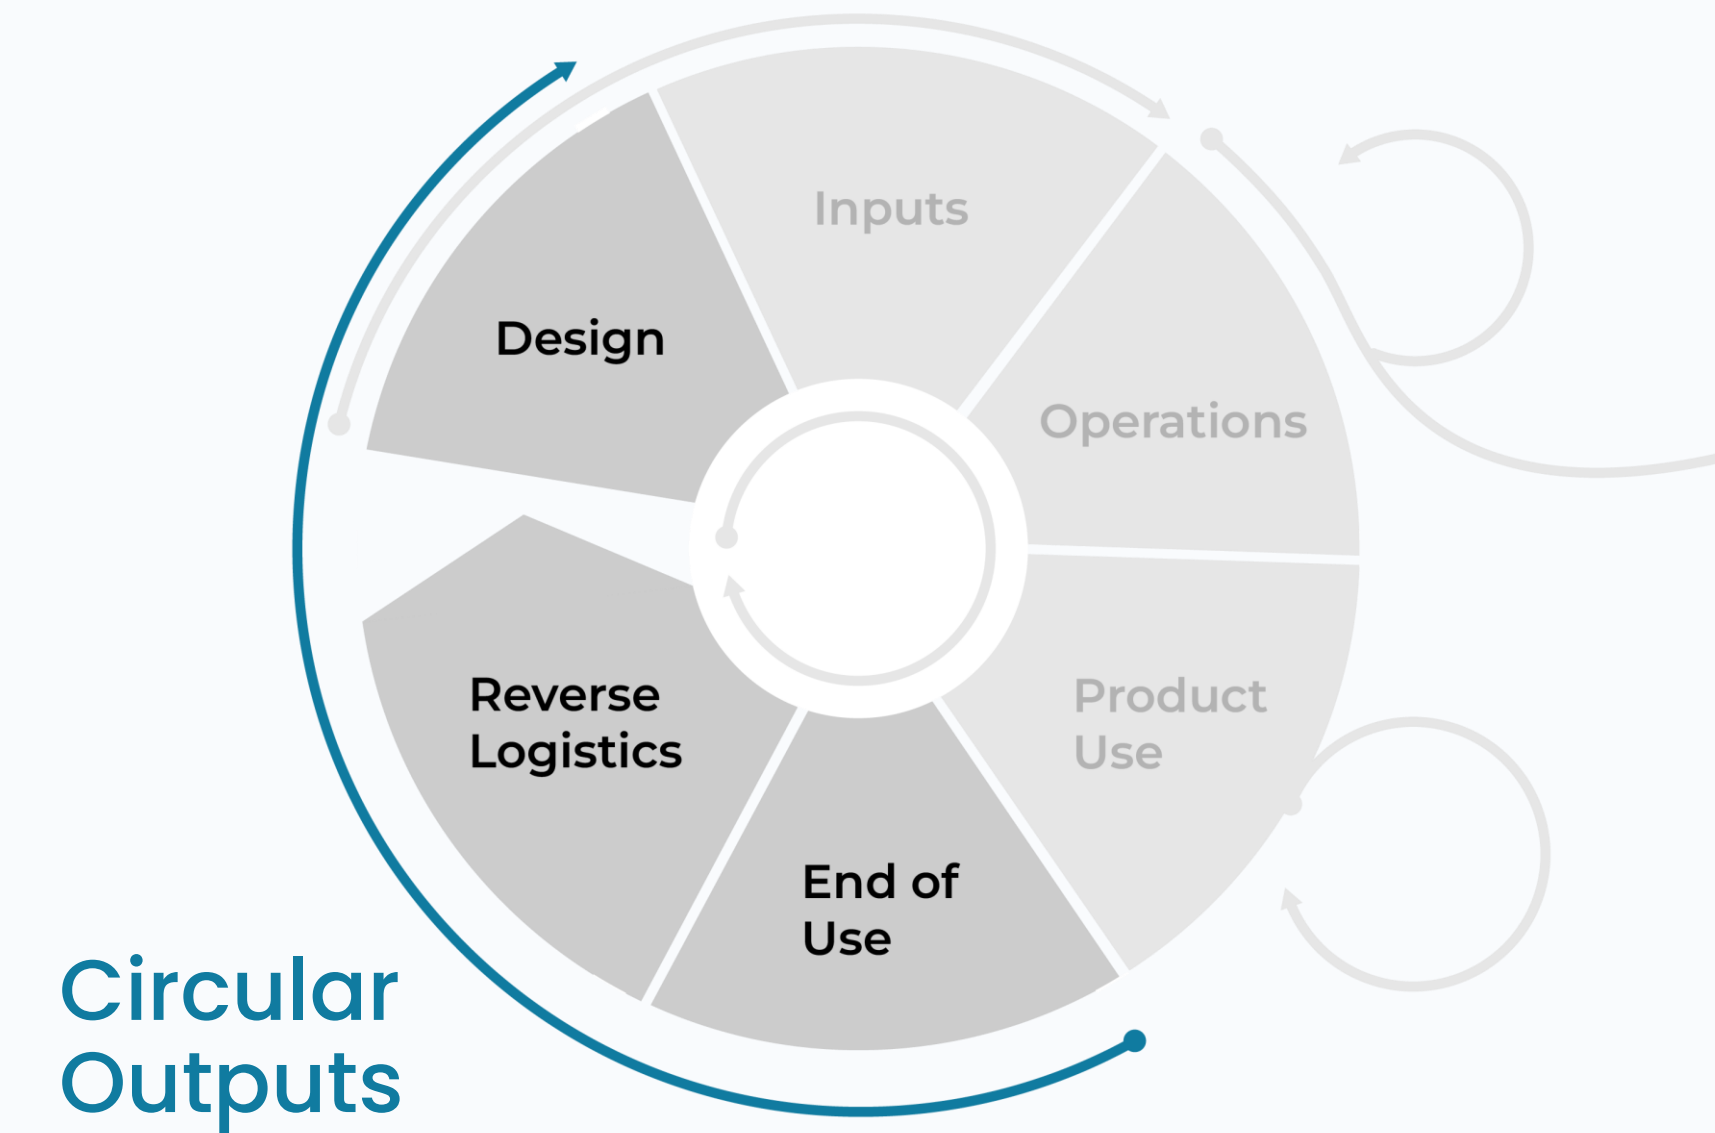 Inputs
Design
Operations
Reverse
Logistics
Product
Use
End of
Use
Circular
Outputs